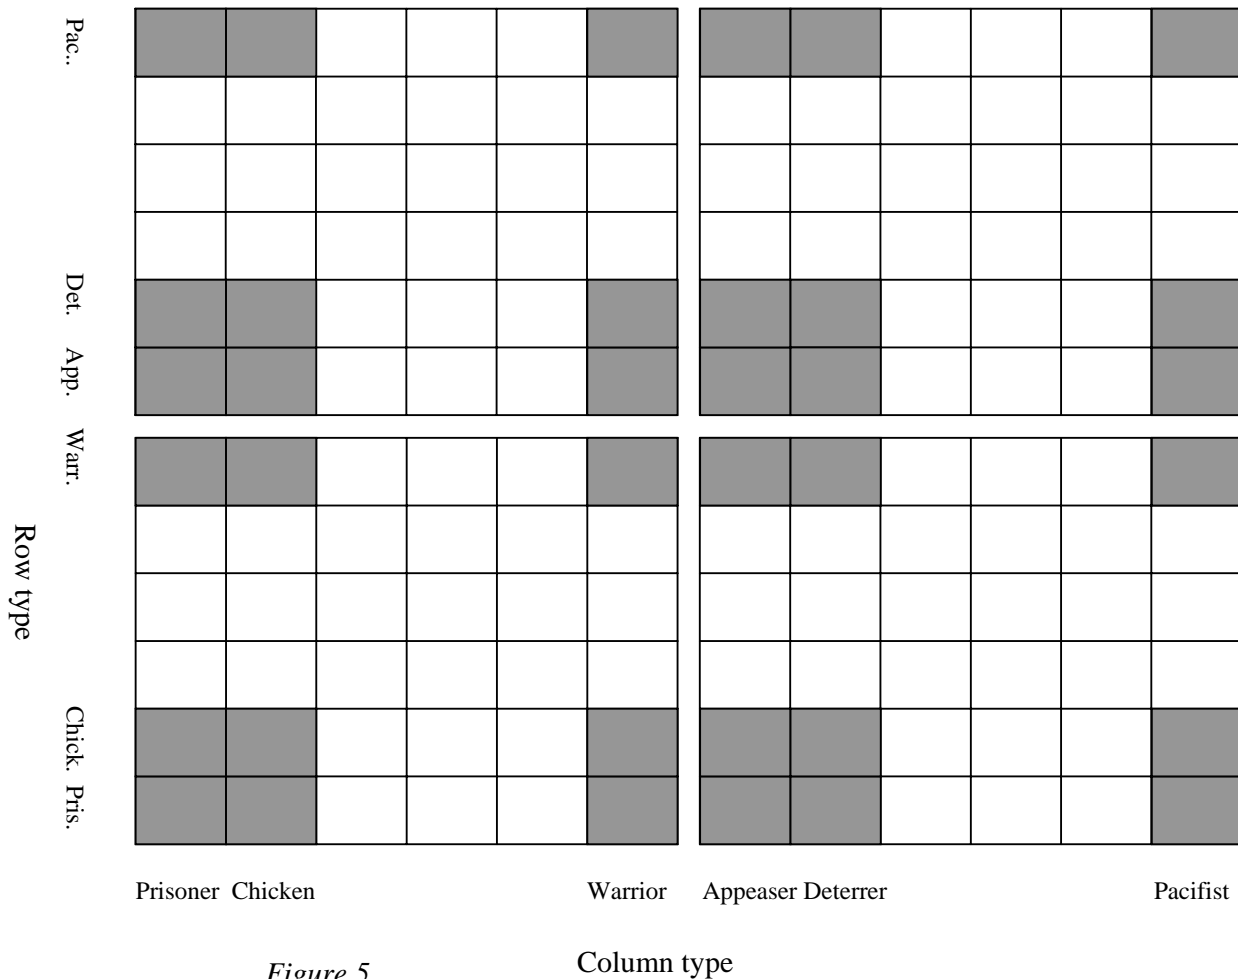 Pac..
Det.
App.
Warr.
Row type
Chick.
Pris.
Prisoner Chicken Warrior Appeaser Deterrer Pacifist
Column type
Figure 5